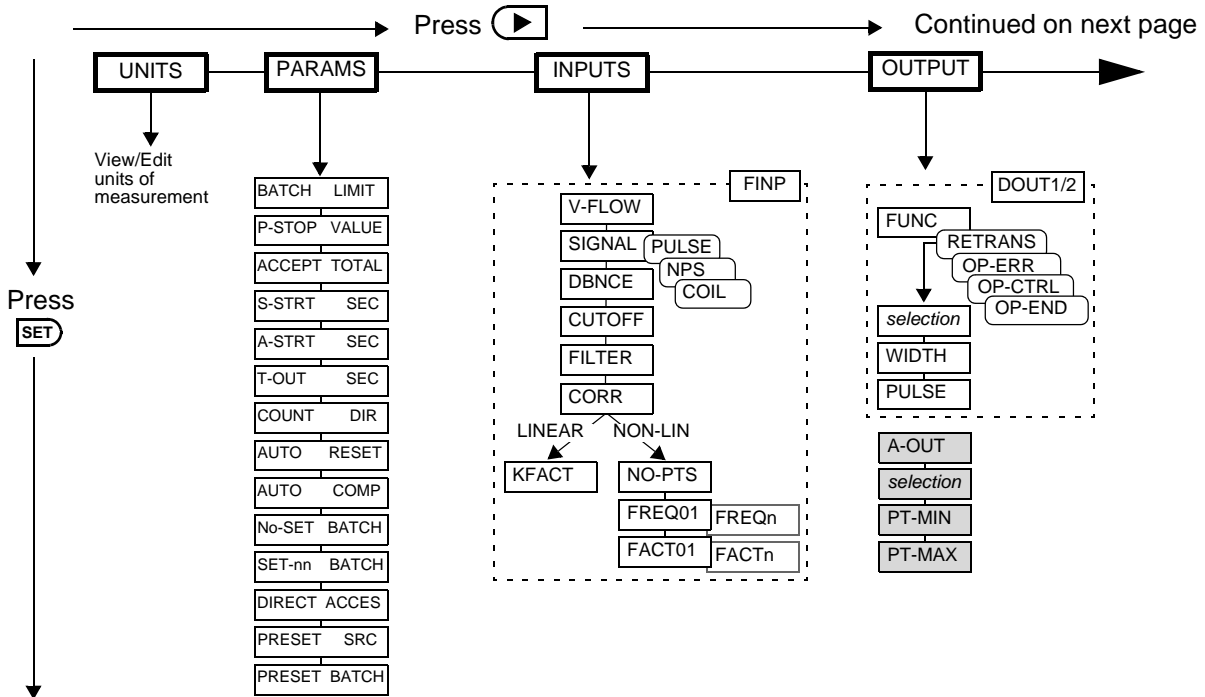 Press
Continued on next page
UNITS
PARAMS
INPUTS
OUTPUT
Press
SET
View/Edit
units of
measurement
BATCH LIMIT
P-STOP VALUE
ACCEPT TOTAL
S-STRT SEC
A-STRT SEC
T-OUT SEC
COUNT DIR
AUTO RESET
AUTO COMP
No-SET BATCH
SET-nn BATCH
DIRECT ACCES
PRESET SRC
PRESET BATCH
FINP
V-FLOW
SIGNAL
PULSE
NPS
COIL
DBNCE
CUTOFF
FILTER
CORR
LINEAR
NON-LIN
KFACT
NO-PTS
FREQ01
FREQn
FACT01
FACTn
DOUT1/2
FUNC
RETRANS
OP-ERR
OP-CTRL
OP-END
selection
WIDTH
PULSE
A-OUT
selection
PT-MIN
PT-MAX